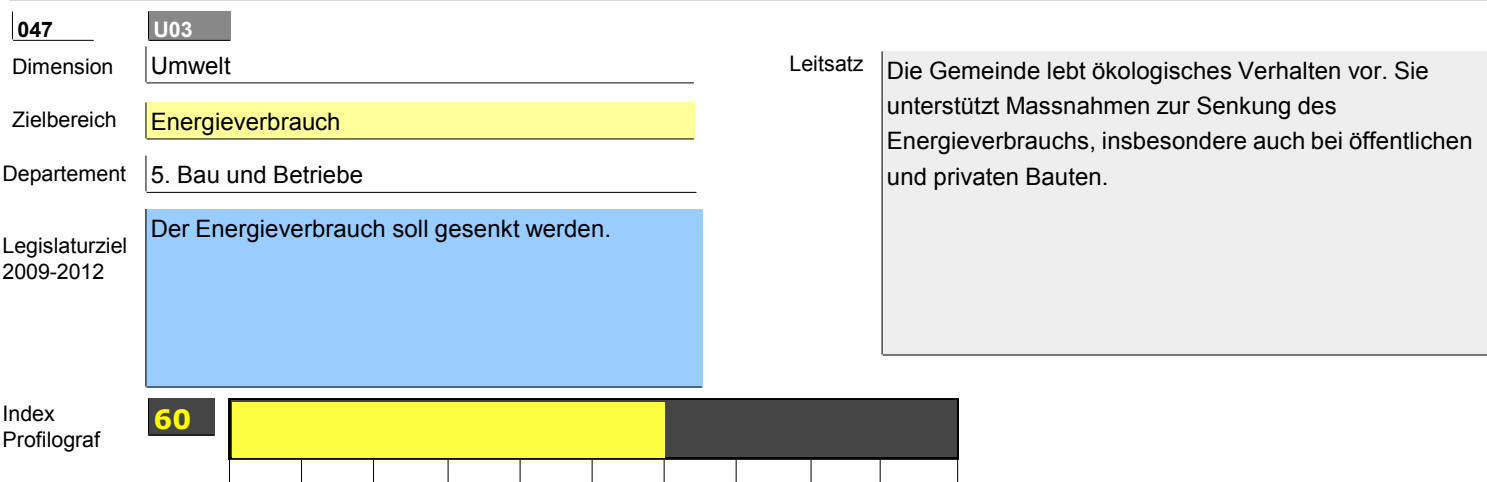 047 U03
Dimension Umwelt
Zielbereich Energieverbrauch
Departement 5. Bau und Betriebe
Legislaturziel
2009-2012
Der Energieverbrauch soll gesenkt werden.
Leitsatz
Die Gemeinde lebt ökologisches Verhalten vor. Sie
unterstützt Massnahmen zur Senkung des
Energieverbrauchs, insbesondere auch bei öffentlichen
und privaten Bauten.
Index
Profilograf
60